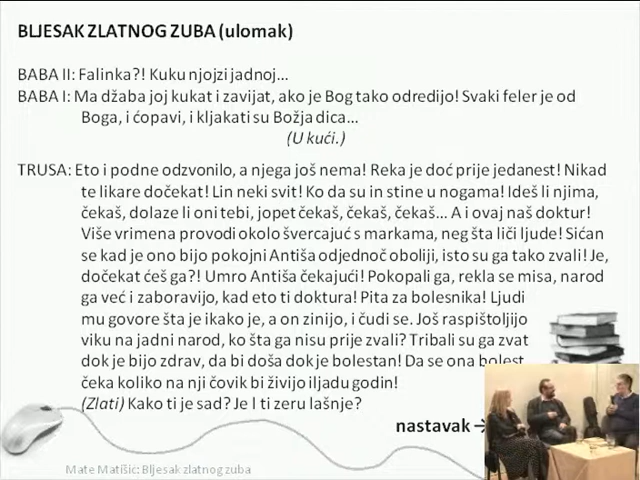 BLJESAK ZLATNOG ZUBA (ulomak)
BABA II: Falinka?! Kuku njojzi jadnoj...
BABA I: Ma džaba joj kukat i zavijat, ako je Bog tako odredijo! Svaki feler je od
Boga, i ćopavi, i kljakati su Božja dica...
(U kući.)
TRUSA: Eto i podne odzvonilo, a njega još nema! Reka je doć prije jedanest! Nikad
te likare dočekat! Lin neki svit! Ko da su in stine u nogama! Ideš li njima,
čekaš, dolaze li oni tebi, jopet čekaš, čekaš, čekaš... A i ovaj naš doktur!
Više vrimena provodi okolo švercajuć s markama, neg šta liči ljude! Sićan
se kad je ono bijo pokojni Antiša odjednoč oboliji, isto su ga tako zvali! Je,
dočekat ćeš ga?! Umro Antiša čekajući! Pokopali ga, rekla se misa, narod
ga već i zaboravijo, kad eto ti doktura! Pita za bolesnika! Ljudi
mu govore šta je ikako je, a on zinijo, i čudi se. Još raspištoljijo
viku na jadni narod, ko šta ga nisu prije zvali? Tribali su ga zvat
dok je bijo zdrav, da bi doša dok je bolestan! Da se ona bolest
čeka koliko na nji čovik bi živijo iljadu godin!
(Zlati) Kako ti je sad? Je l ti zeru lašnje?
nastavak →
Mate Matišić: Bljesak zlatnog zuba